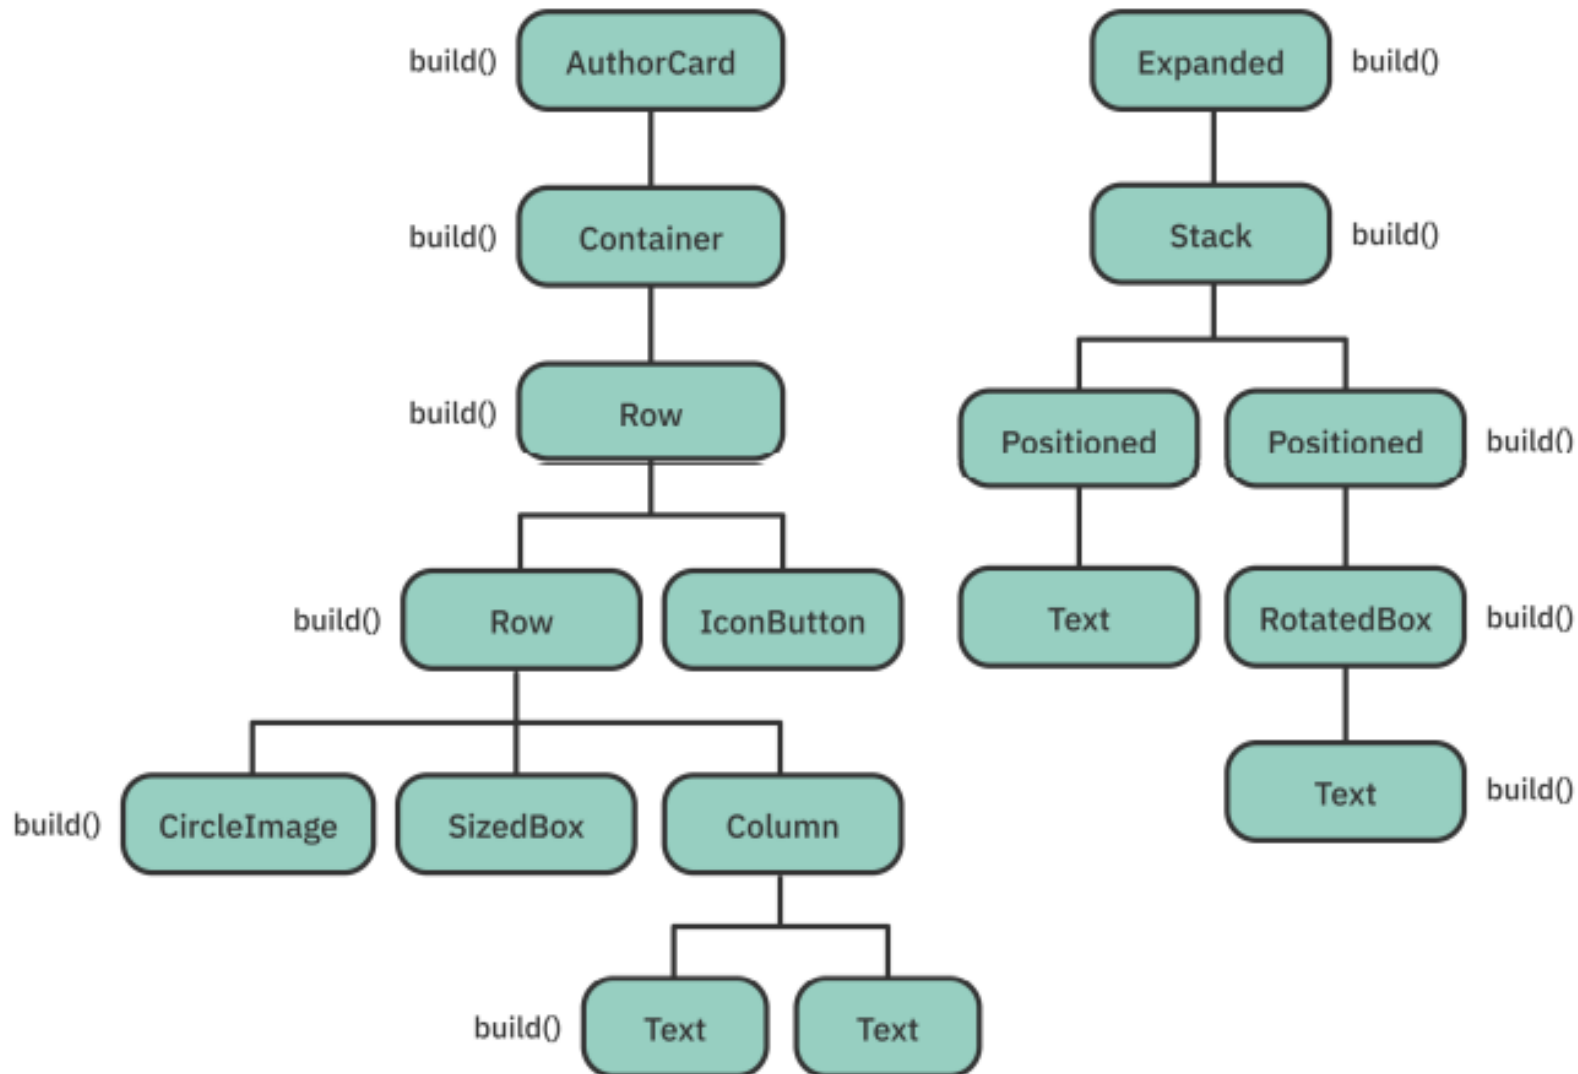 build() AuthorCard
Expanded build()
build() Container
Stack build()
build() Row
Positioned Positioned build()
build() Row IconButton
Text RotatedBox build()
build() CircleImage SizedBox Column
Text build()
build() Text Text